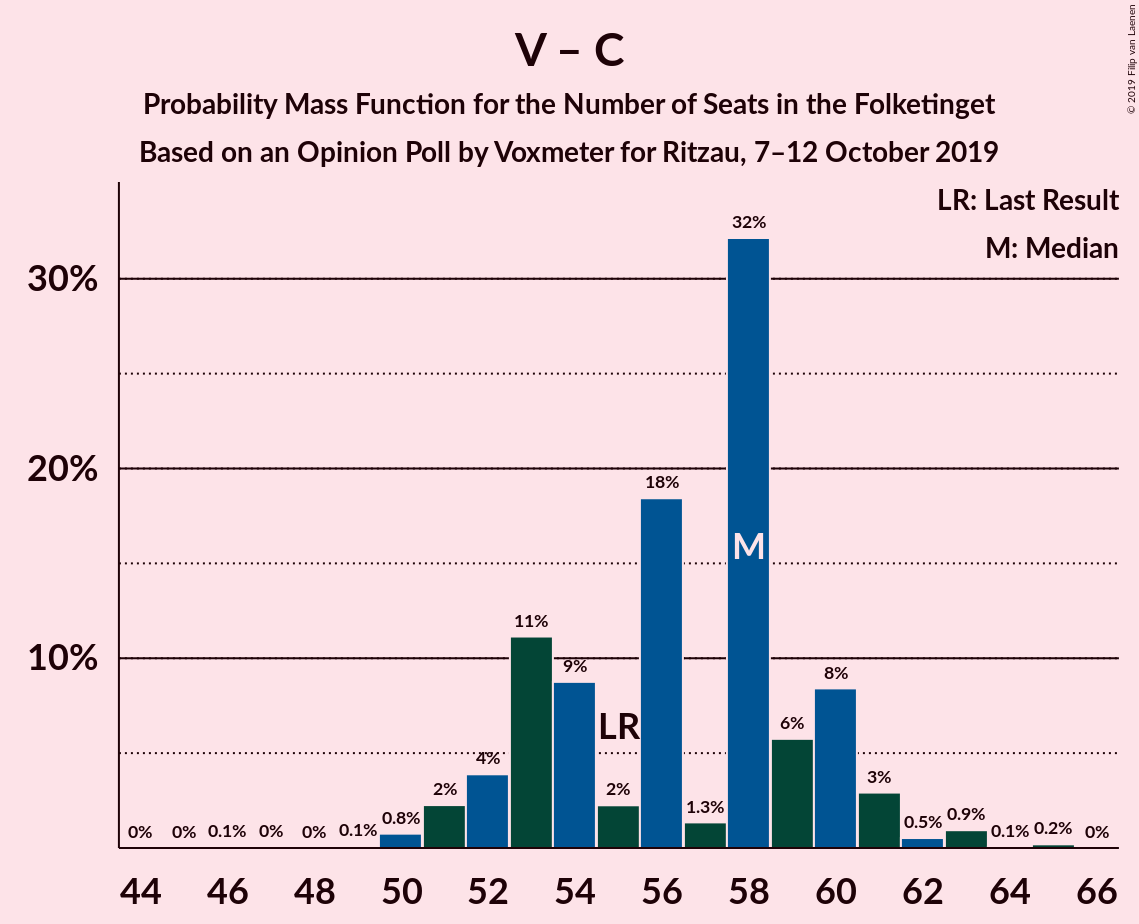 V – C
Probability Mass Function for the Number of Seats in the Folketinget
Based on an Opinion Poll by Voxmeter for Ritzau, 7–12 October 2019
© 2019 Filip van Laenen
LR: Last Result
M: Median
30%
20%
10%
0%
0%
0.1%
0%
0%
0.1%
0.8%
2%
4%
11%
9%
2%
18%
1.3%
32%
6%
8%
3%
0.5%
0.9%
0.1%
0.2%
0%
LR
M
44 46 48 50 52 54 56 58 60 62 64 66